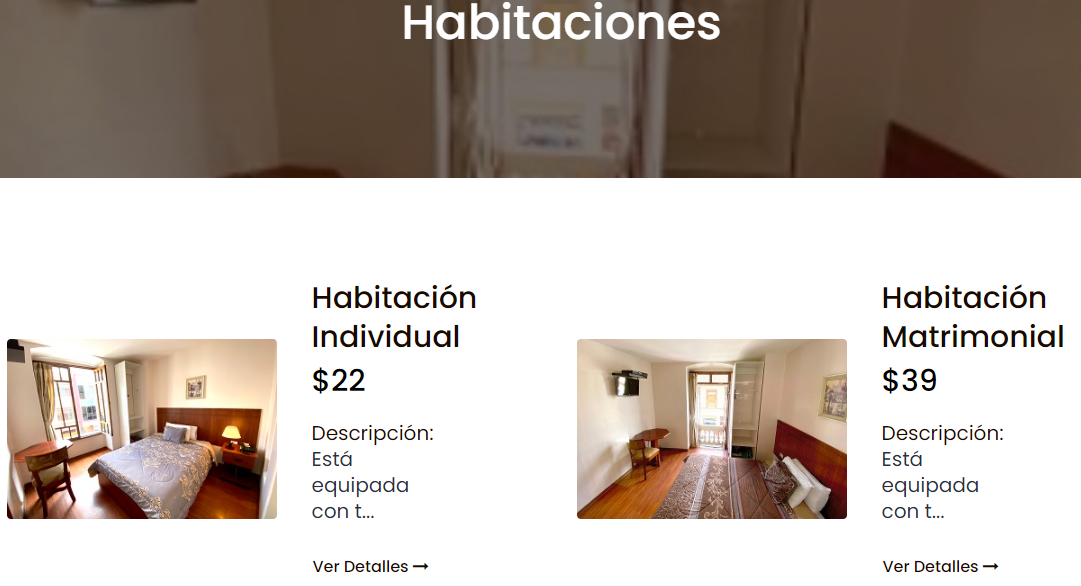 Habitaciones
Habitación
Individual
$22
Descripción:
Está
equipada
con t...
Ver Detalles →
Habitación
Matrimonial
$39
Descripción:
Está
equipada
con t...
Ver Detalles →